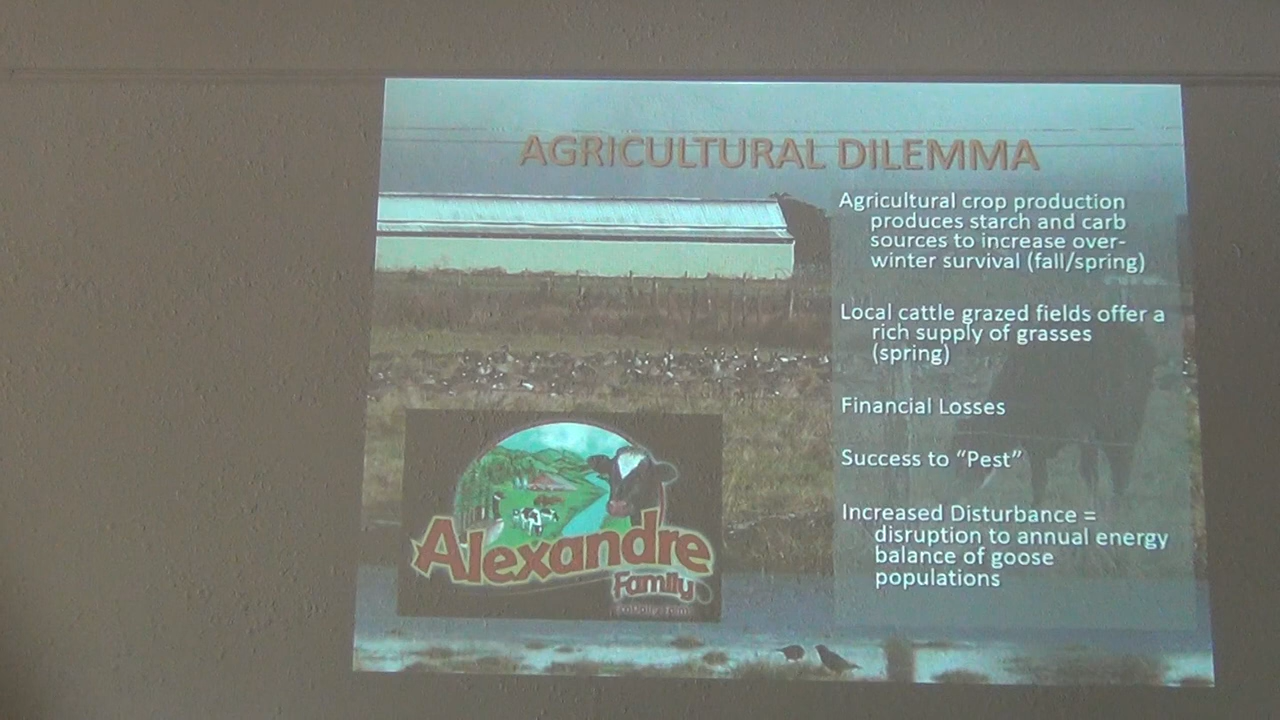 AGRICULTURAL DILEMMA
Agricultural crop production
produces starch and carb
sources to increase over-
winter survival (fall/spring)
Local cattle grazed fields offer a
rich supply of grasses
(spring)
Financial Losses
Success to “Pest”
Increased Disturbance =
disruption to annual energy
balance of goose
populations
Alexandre
Family